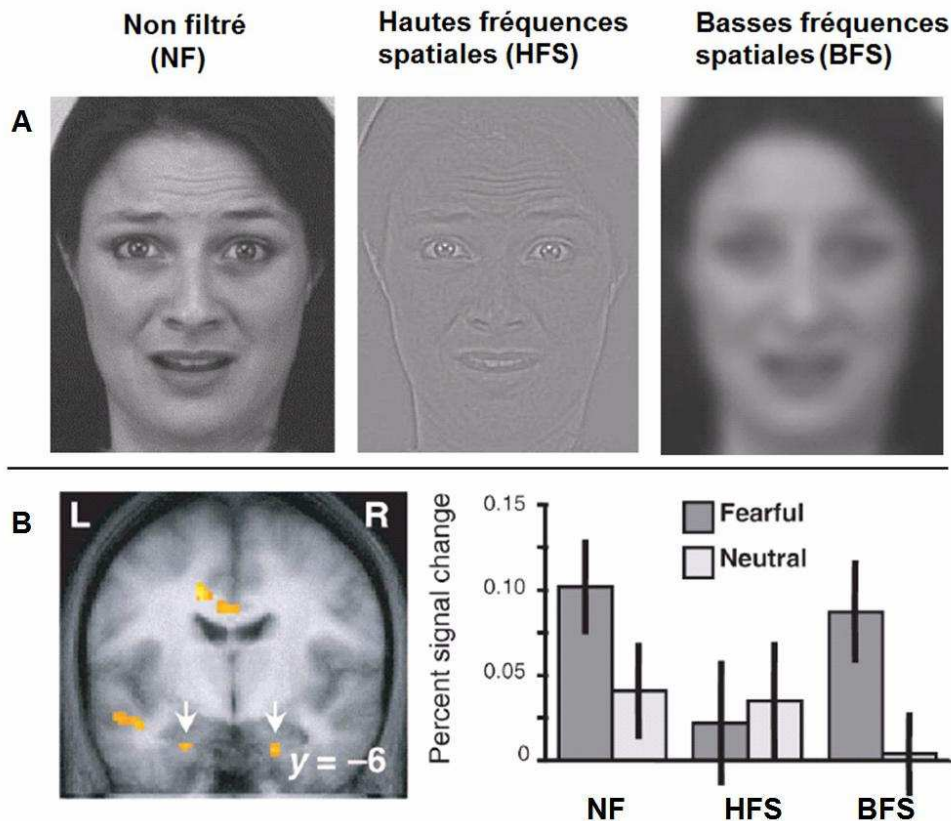 Non filtré
(NF)
Hautes fréquences
spatiales (HFS)
Basses fréquences
spatiales (BFS)
A
B
L
R
y = −6
Percent signal change
0.15
0.10
0.05
0
Fearful
Neutral
NF
HFS
BFS